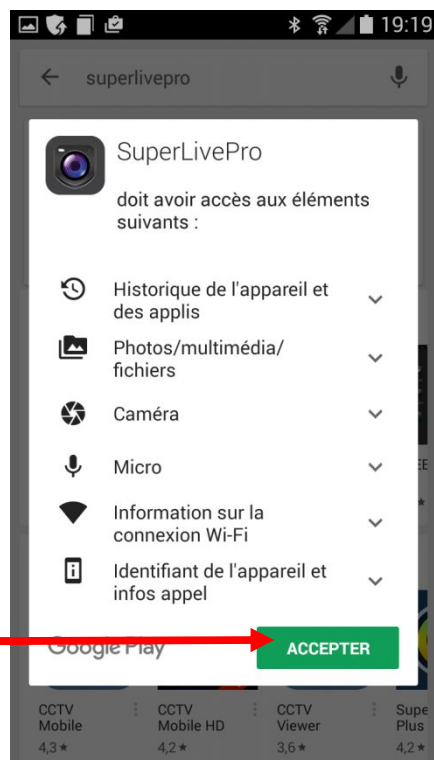 19:19
superlivepro
SuperLivePro
doit avoir accès aux éléments
suivants :
Historique de l'appareil et
des applis
Photos/multimédia/
fichiers
Caméra
Micro
Information sur la
connexion Wi-Fi
Identifiant de l'appareil et
infos appel
Google Play
ACCEPTER
CCTV
Mobile
4,3★
CCTV
Mobile HD
4,2★
CCTV
Viewer
3,6★
Supe
Plus
4,2★